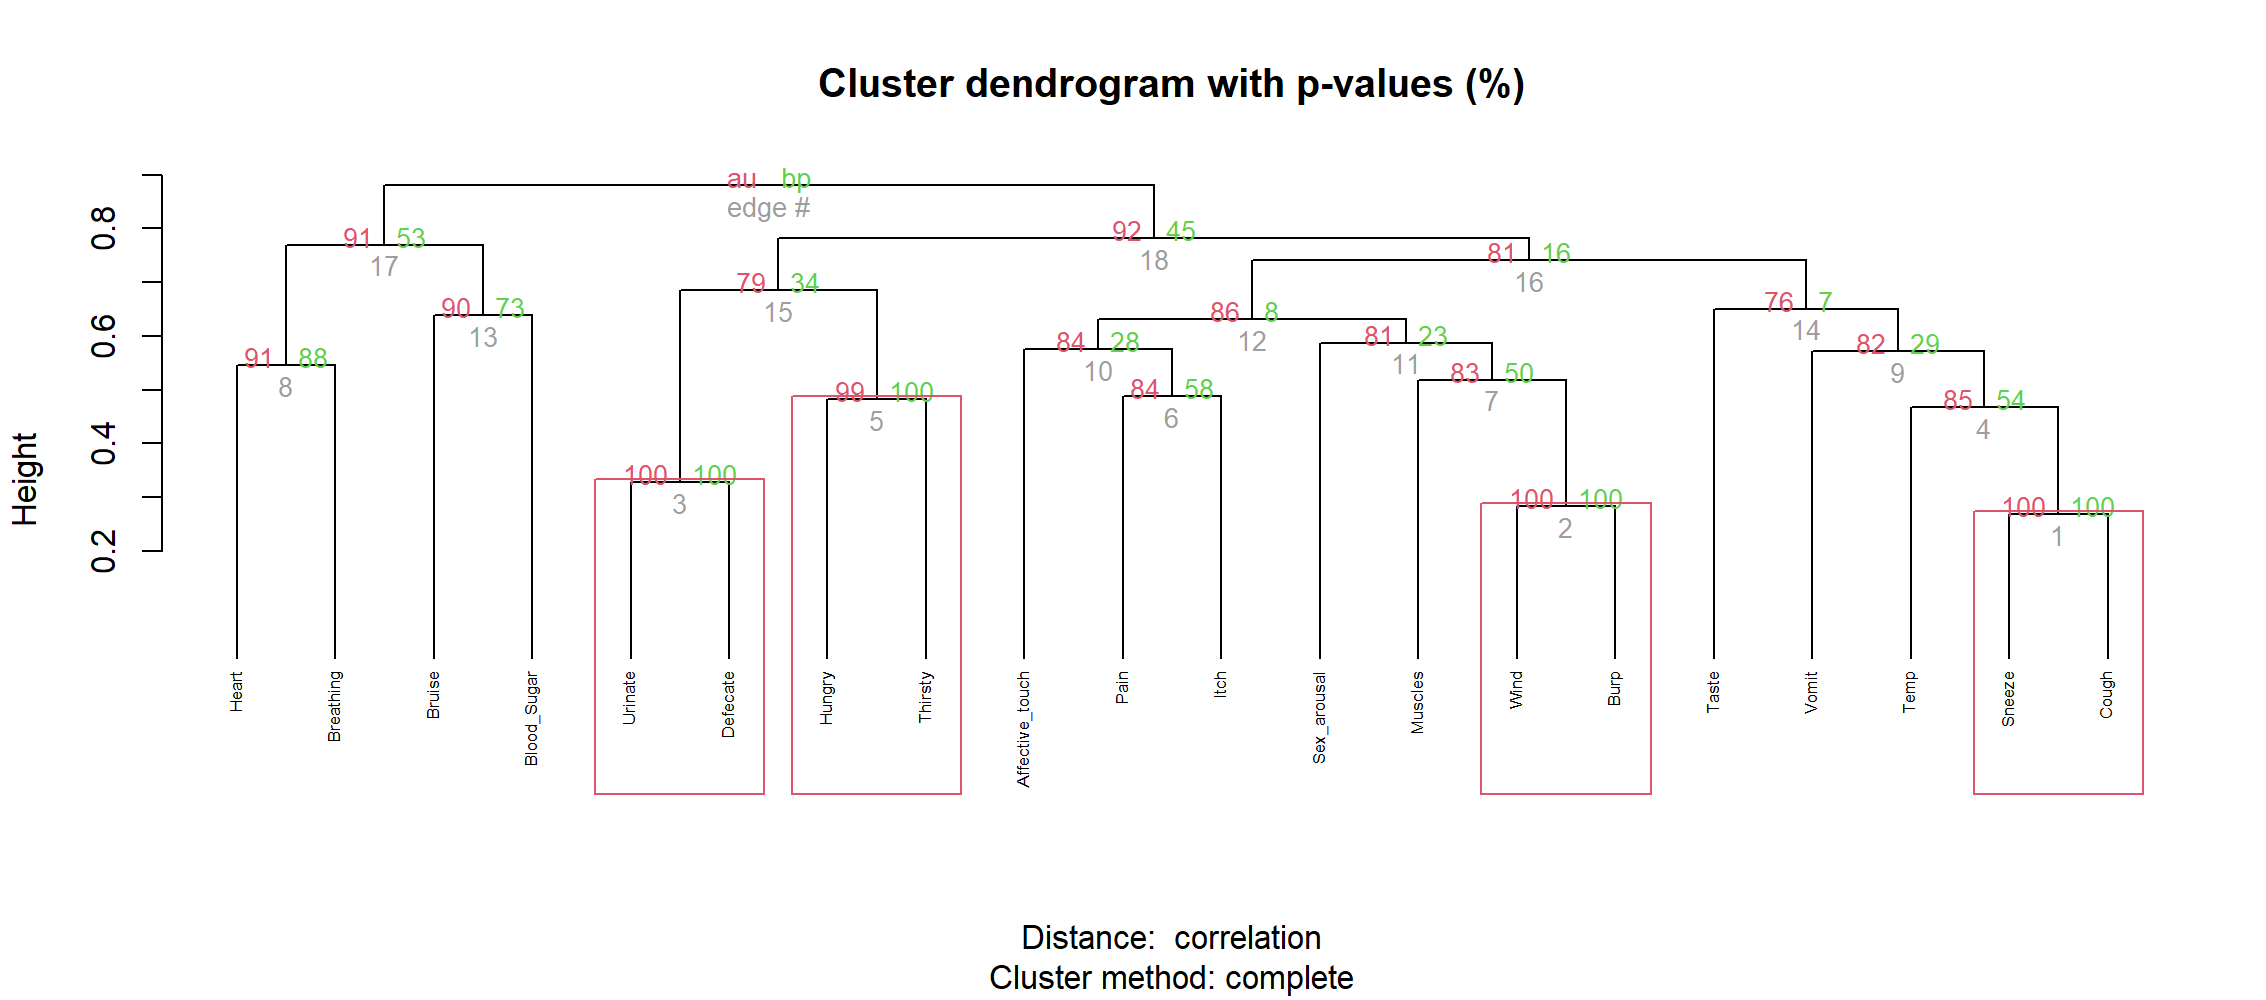 Cluster dendrogram with p-values (%)
au bp
edge #
92 45
18
91 53
17
81 16
16
79 34
15
76 7
14
90 73
13
86 8
12
81 23
11
84 28
10
82 29
9
91 88
8
83 50
7
84 58
6
99 100
5
85 54
4
100 100
3
100 100
2
100 100
1
Height
0.8
0.6
0.4
0.2
Heart
Breathing
Bruise
Blood_Sugar
Urinate
Defecate
Hungry
Thirsty
Affective_touch
Pain
Itch
Sex_arousal
Muscles
Wind
Burp
Taste
Vomit
Temp
Sneeze
Cough
Distance: correlation
Cluster method: complete